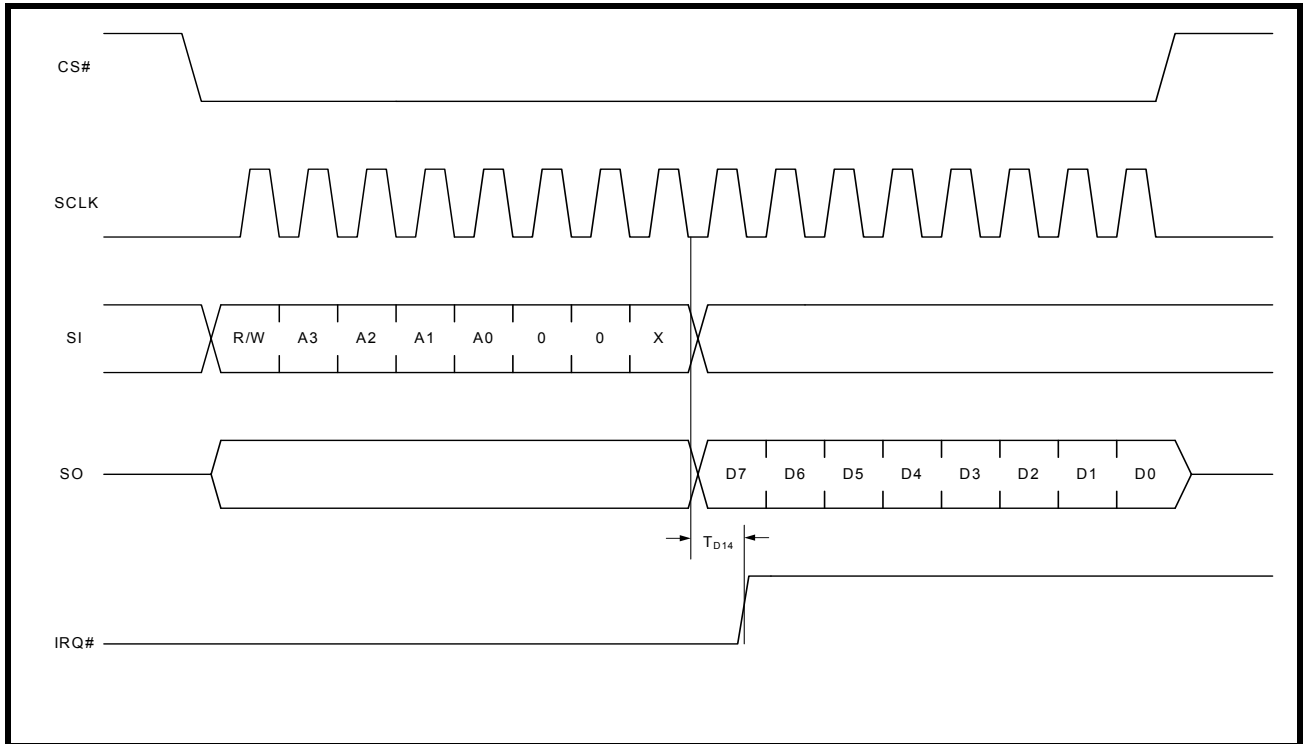 CS#
SCLK
SI R/W A3 A2 A1 A0 0 0 X
SO D7 D6 D5 D4 D3 D2 D1 D0
TD14
IRQ#